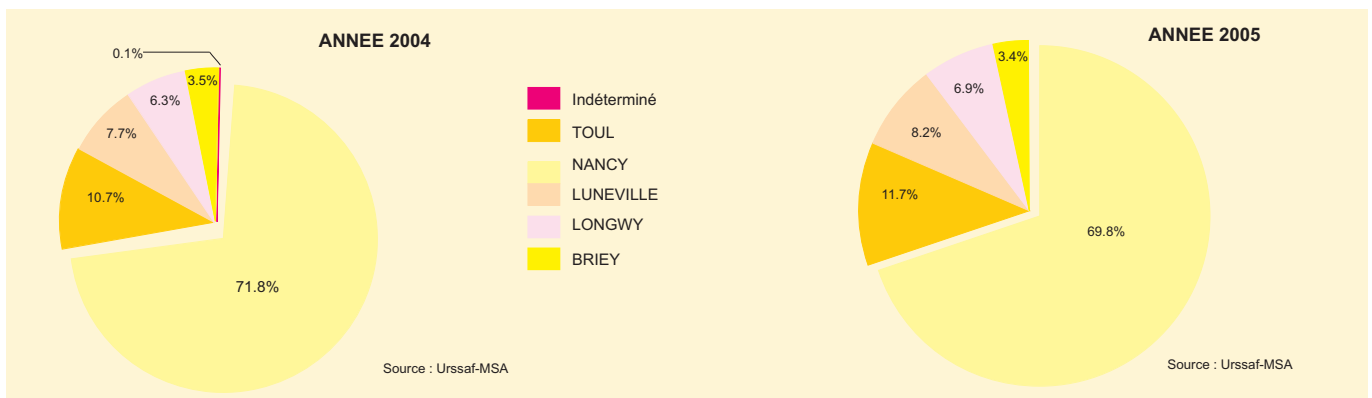 ANNEE 2004
0.1%
3.5%
6.3%
7.7%
10.7%
71.8%
Source : Urssaf-MSA
Indéterminé
TOUL
NANCY
LUNEVILLE
LONGWY
BRIEY
ANNEE 2005
3.4%
6.9%
8.2%
11.7%
69.8%
Source : Urssaf-MSA